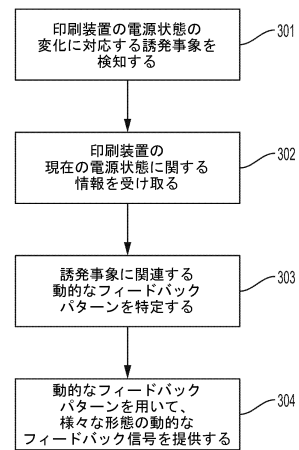 印刷装置の電源状態の
変化に対応する誘発事象を
検知する
301
印刷装置の
現在の電源状態に関する
情報を受け取る
302
誘発事象に関連する
動的なフィードバック
パターンを特定する
303
動的なフィードバック
パターンを用いて、
様々な形態の動的な
フィードバック信号を提供する
304